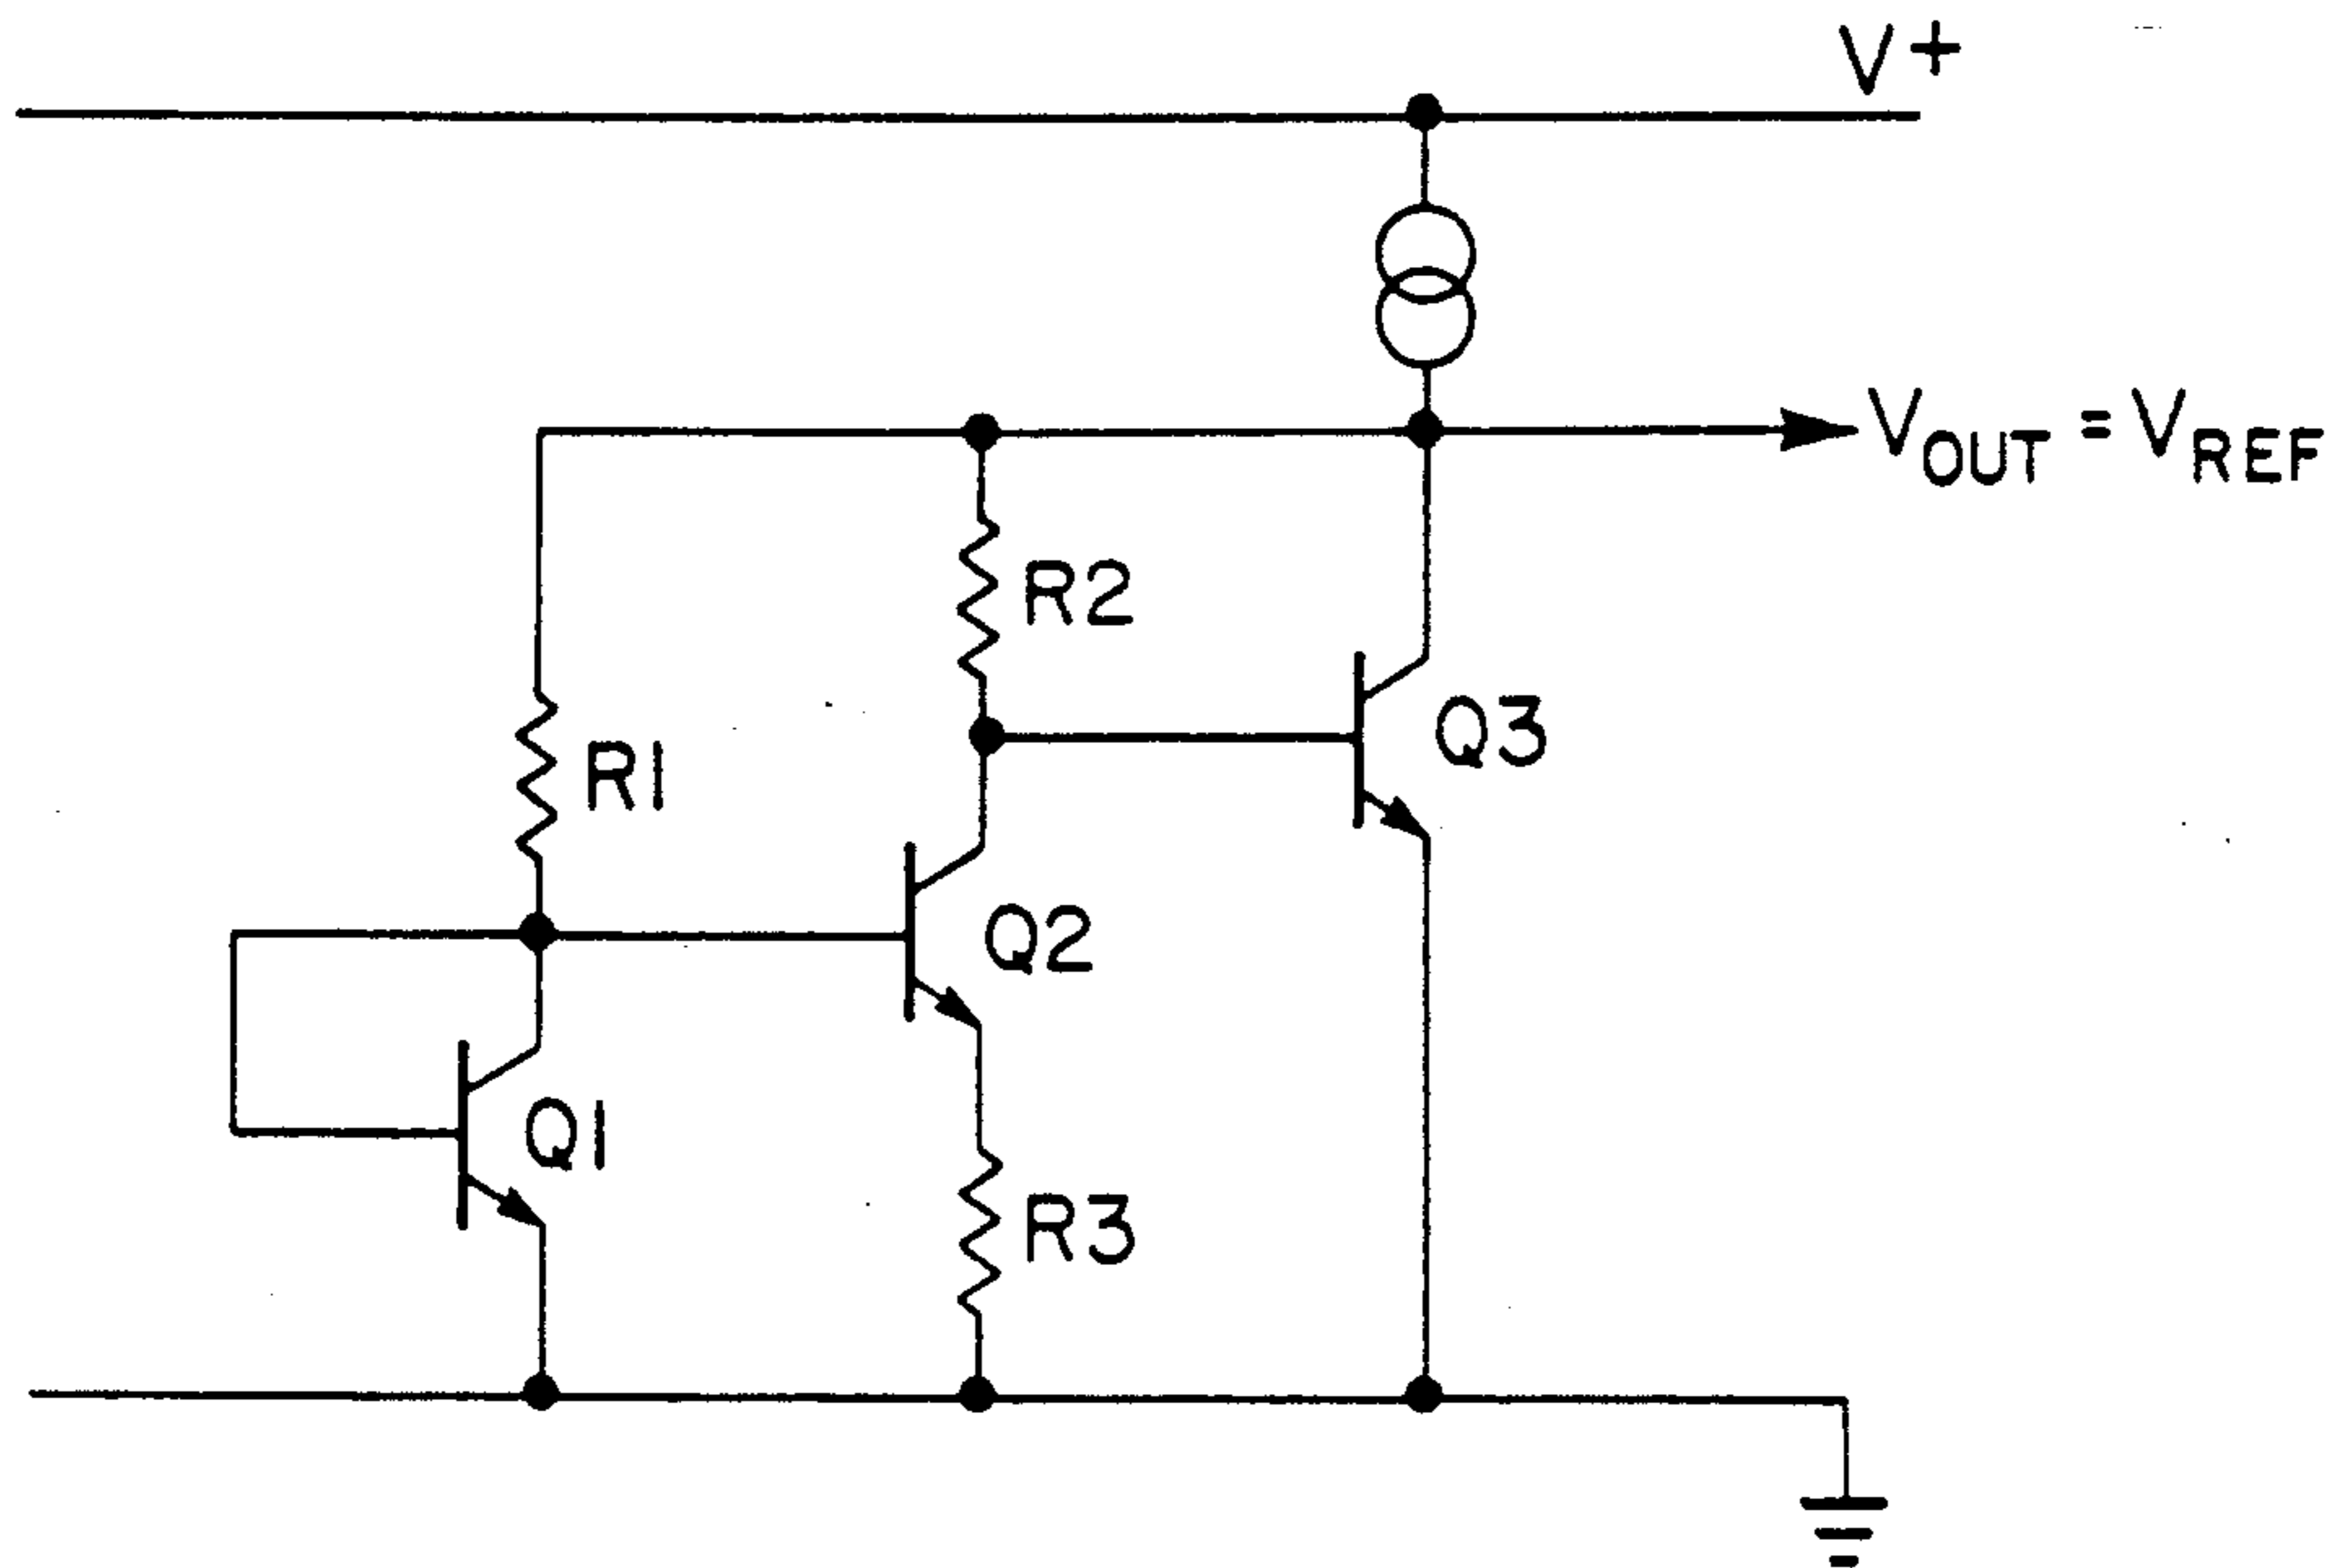 V+
VOUT = VREF
R2
Q3
R1
Q2
Q1
R3